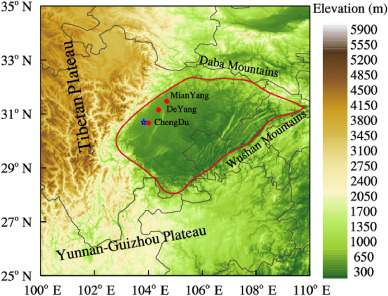 Elevation (m)
35° N
33° N
31° N
29° N
27° N
25° N
Tibetan Plateau
Daba Mountains
MianYang
DeYang
ChengDu
Wushan Mountains
Yunnan-Guizhou Plateau
100° E
102° E
104° E
106° E
108° E
110° E
5900
5550
5200
4850
4500
4150
3800
3450
3100
2750
2400
2050
1700
1350
1000
650
300